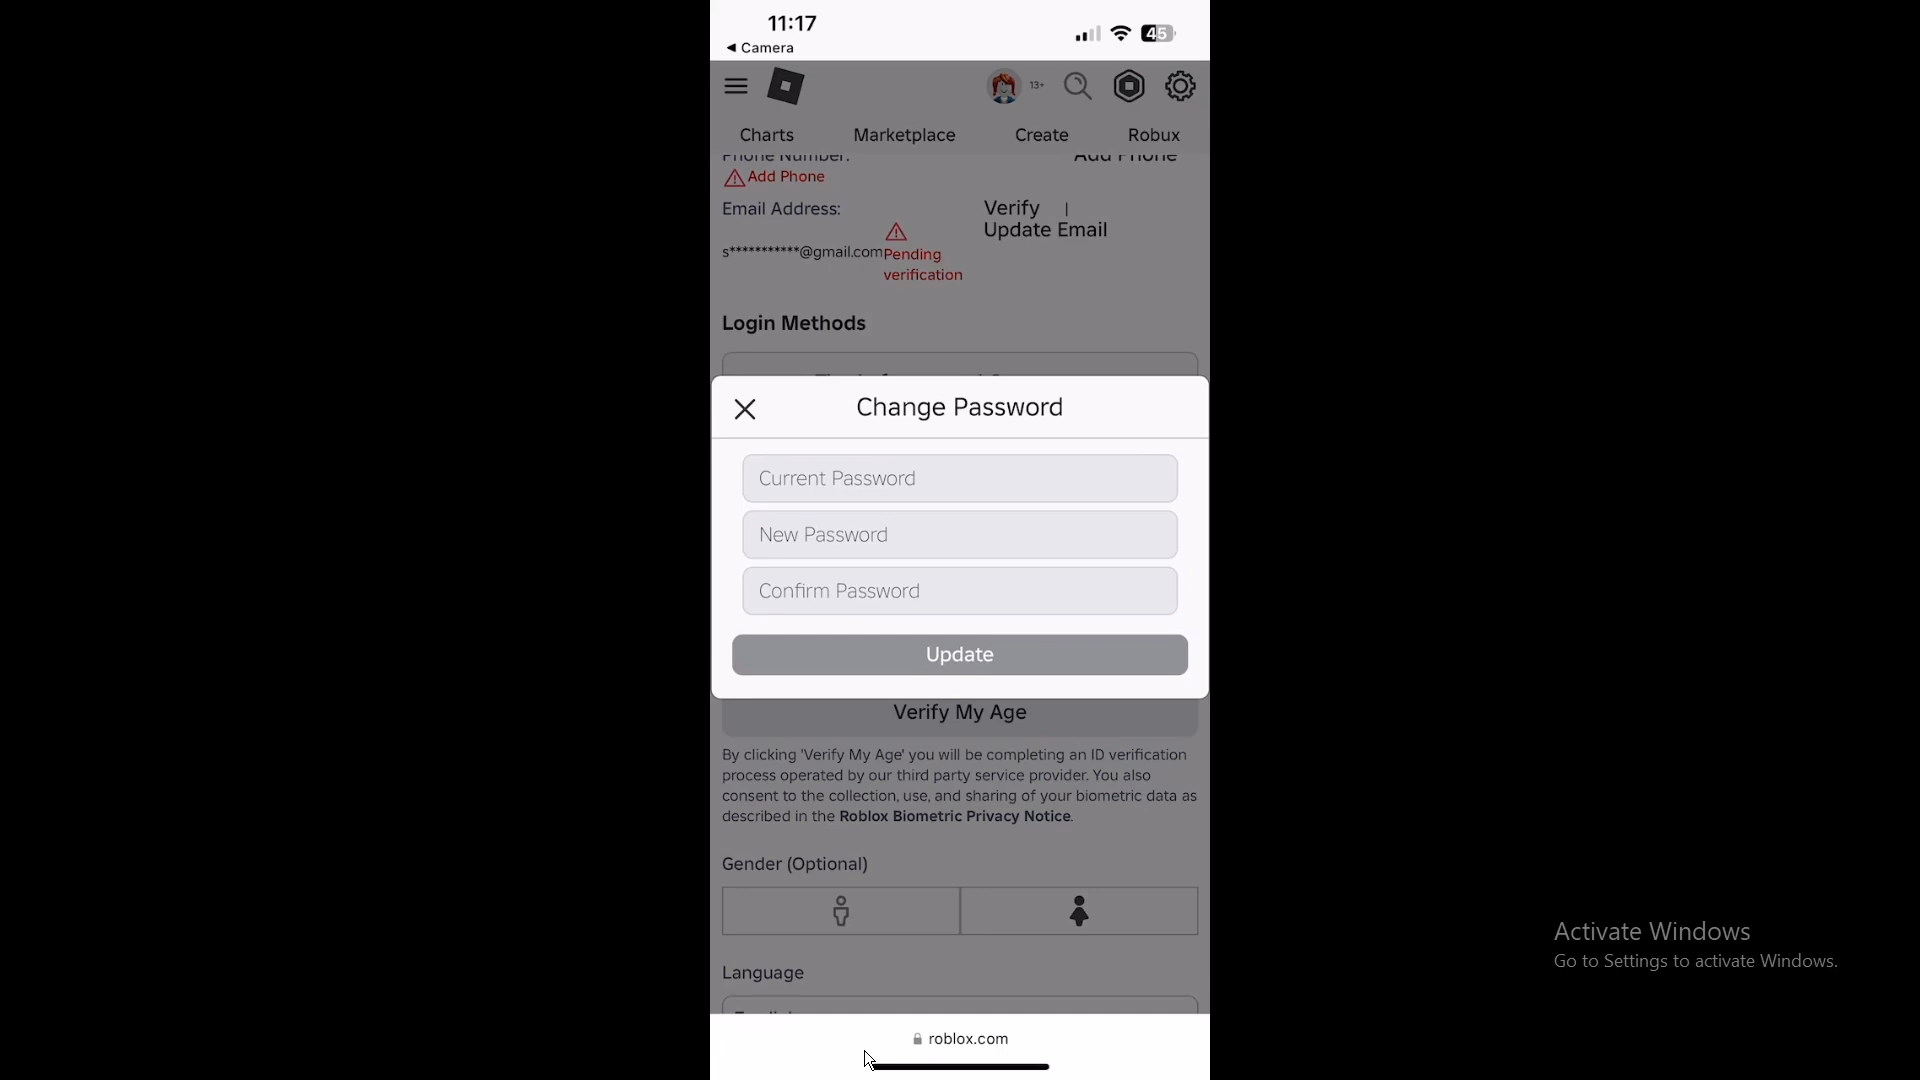 11:17
45
◀ Camera
13+
Charts Marketplace Create Robux
Phone Number: Add Phone
Add Phone
Email Address:
Verify |
Update Email
s***********@gmail.com
Pending
verification
Login Methods
Change Password
Current Password
New Password
Confirm Password
Update
Verify My Age
By clicking 'Verify My Age' you will be completing an ID verification
process operated by our third party service provider. You also
consent to the collection, use, and sharing of your biometric data as
described in the Roblox Biometric Privacy Notice.
Gender (Optional)
Language
roblox.com
Activate Windows
Go to Settings to activate Windows.